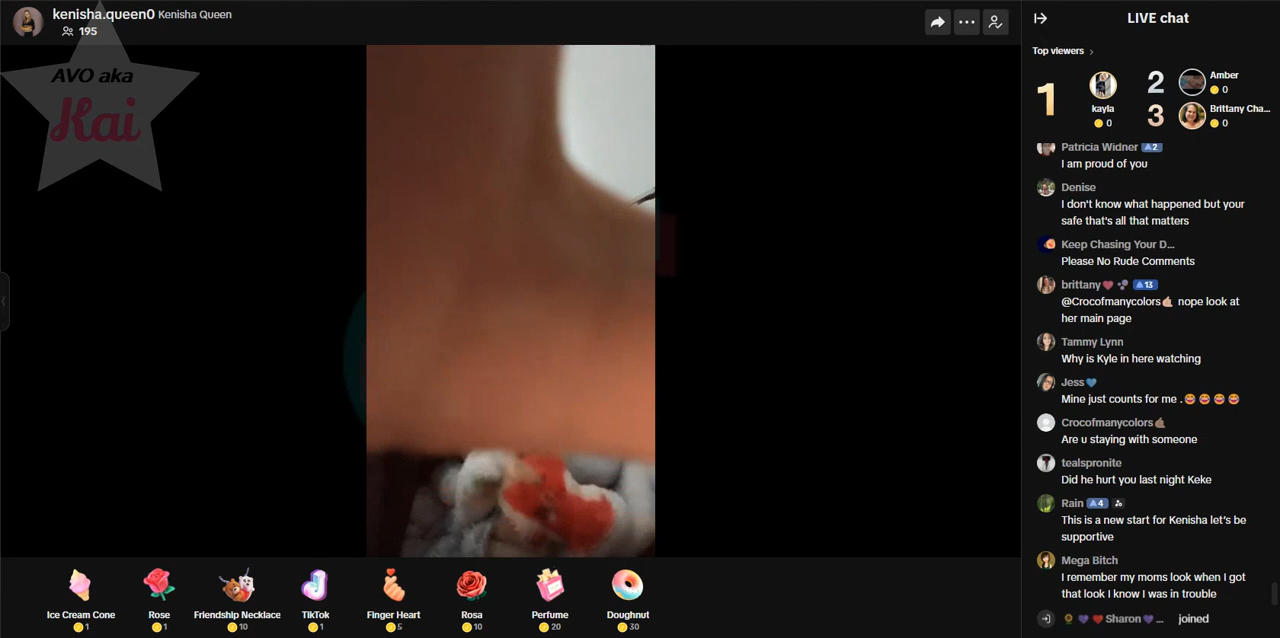 kenisha.queen0 Kenisha Queen
195
AVO aka
Kai
LIVE chat
Top viewers
1
kayla
0
2
Amber
0
3
Brittany Cha...
0
Patricia Widner 2
I am proud of you
Denise
I don't know what happened but your
safe that's all that matters
Keep Chasing Your D...
Please No Rude Comments
brittany 13
@Crocofmanycolors nope look at
her main page
Tammy Lynn
Why is Kyle in here watching
Jess
Mine just counts for me .
Crocofmanycolors
Are u staying with someone
tealspronite
Did he hurt you last night Keke
Rain 4
This is a new start for Kenisha let's be
supportive
Mega Bitch
I remember my moms look when I got
that look I know I was in trouble
Sharon ... joined
Ice Cream Cone
1
Rose
1
Friendship Necklace
10
TikTok
1
Finger Heart
5
Rosa
10
Perfume
20
Doughnut
30